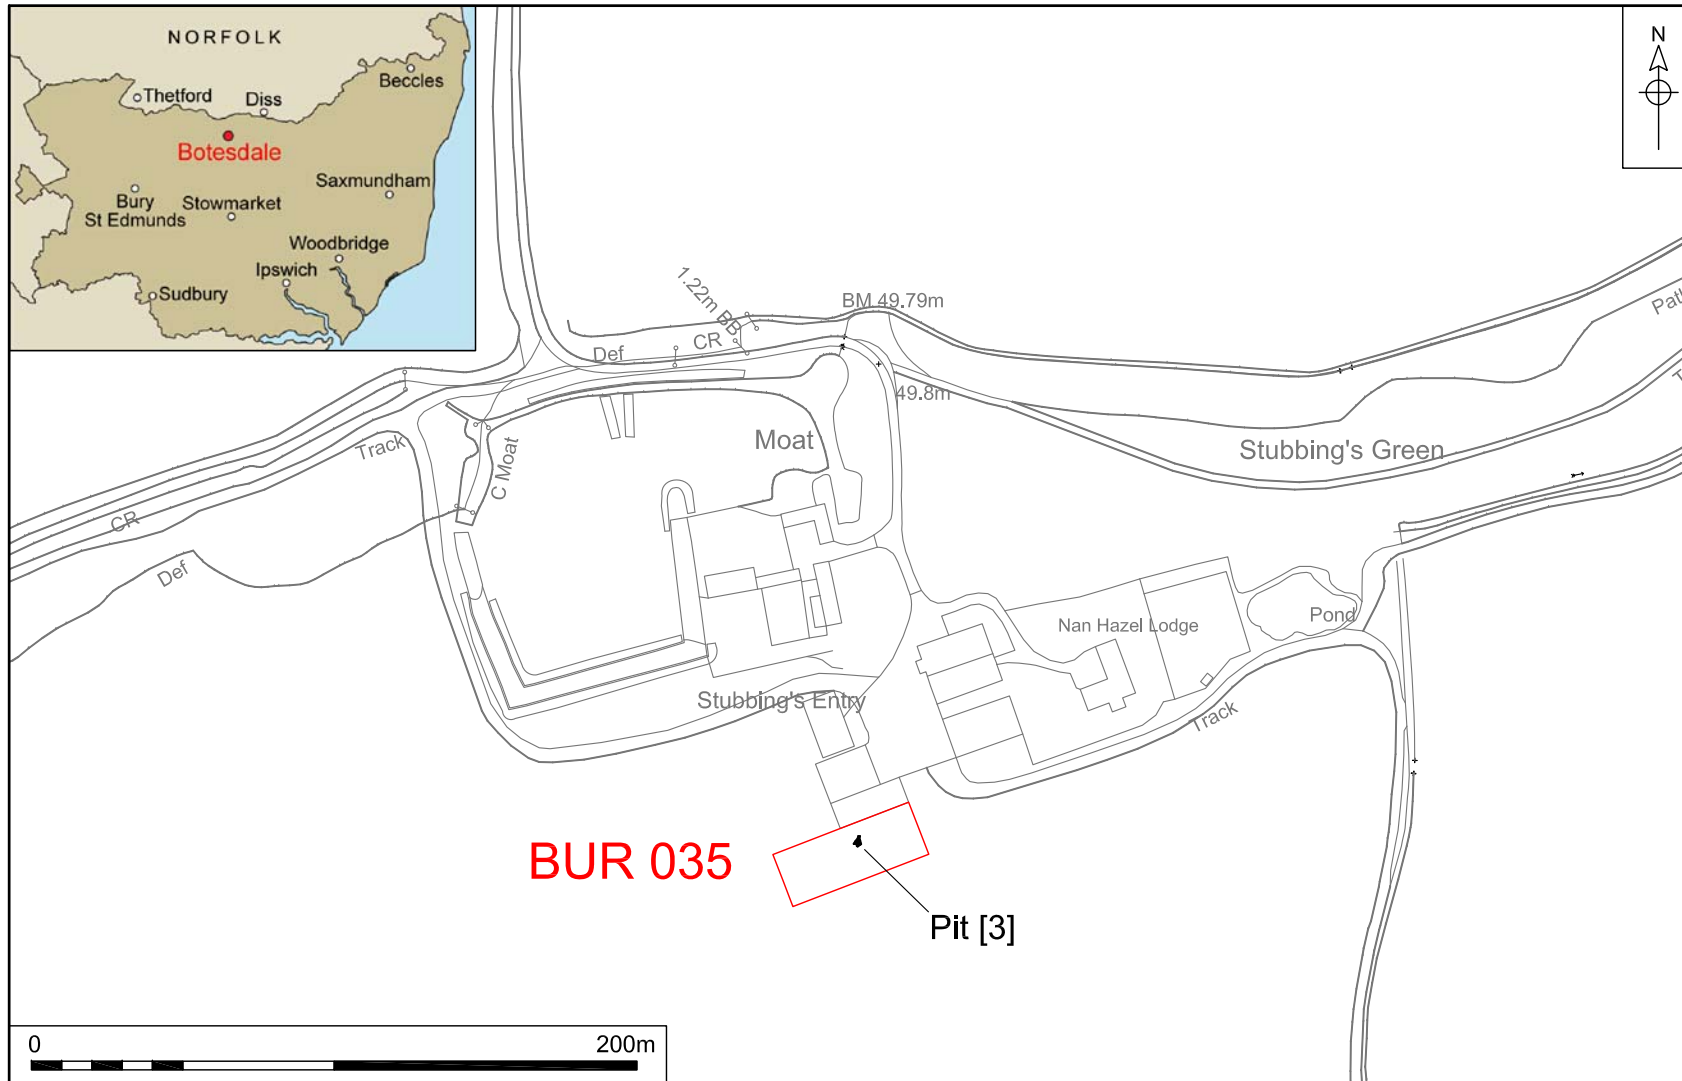 NORFOLK
Beccles
Thetford
Diss
Botesdale
Saxmundham
Bury
St Edmunds
Stowmarket
Woodbridge
Ipswich
Sudbury
N
1.22m BB
BM 49.79m
Def
CR
49.8m
Path
Track
C Moat
Moat
Stubbing's Green
CR
Def
Nan Hazel Lodge
Pond
Stubbing's Entry
Track
BUR 035
Pit [3]
0
200m